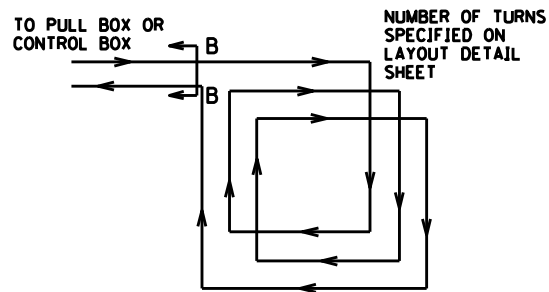 TO PULL BOX OR
CONTROL BOX
B
B
NUMBER OF TURNS
SPECIFIED ON
LAYOUT DETAIL
SHEET